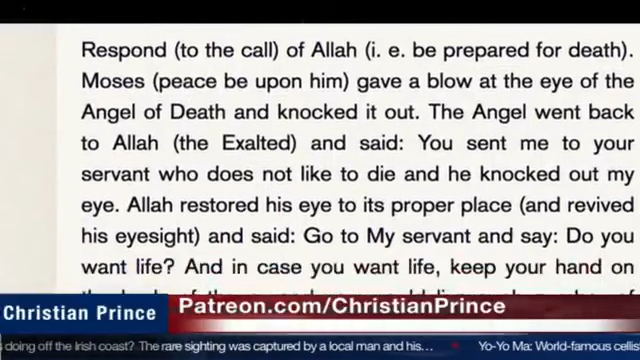 Respond (to the call) of Allah (i. e. be prepared for death).
Moses (peace be upon him) gave a blow at the eye of the
Angel of Death and knocked it out. The Angel went back
to Allah (the Exalted) and said: You sent me to your
servant who does not like to die and he knocked out my
eye. Allah restored his eye to its proper place (and revived
his eyesight) and said: Go to My servant and say: Do you
want life? And in case you want life, keep your hand on
Christian Prince
Patreon.com/ChristianPrince
doing off the Irish coast? The rare sighting was captured by a local man and his... Yo-Yo Ma: World-famous cellis